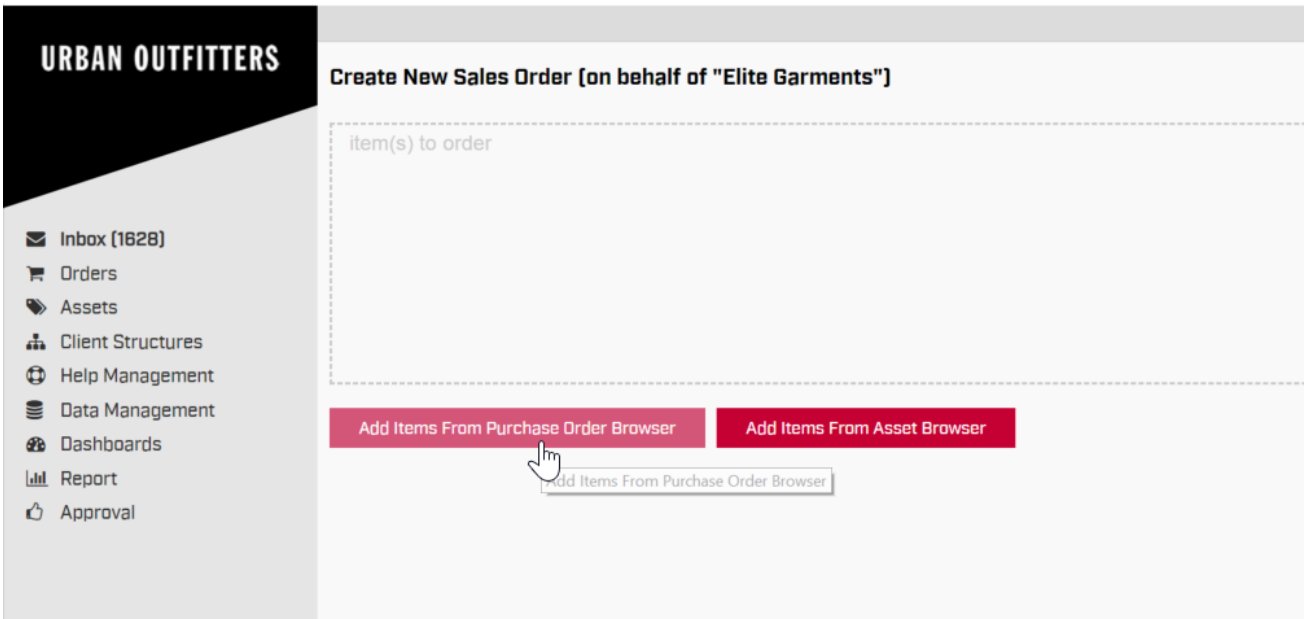 URBAN OUTFITTERS
Create New Sales Order (on behalf of "Elite Garments")
item(s) to order
Inbox (1628)
Orders
Assets
Client Structures
Help Management
Data Management
Dashboards
Report
Approval
Add Items From Purchase Order Browser
Add Items From Asset Browser
Add Items From Purchase Order Browser